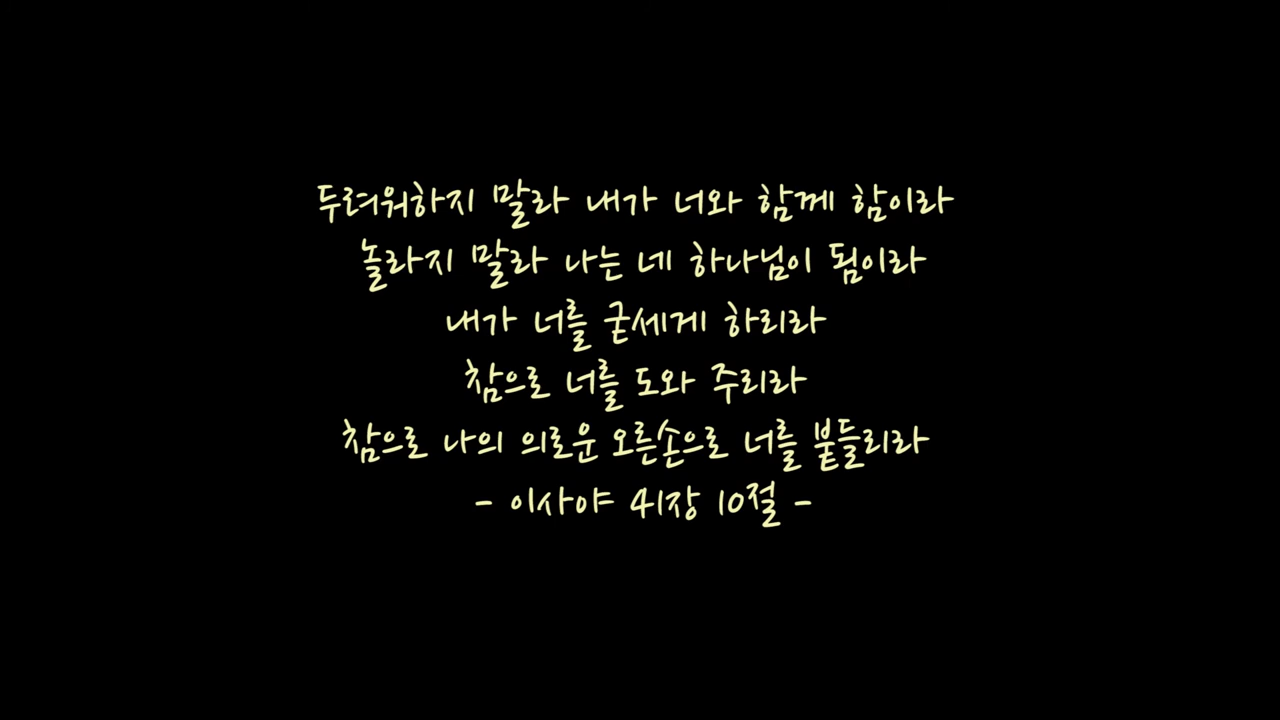 두려워하지 말라 내가 너와 함께 함이라
놀라지 말라 나는 네 하나님이 됨이라
내가 너를 굳세게 하리라
참으로 너를 도와 주리라
참으로 나의 의로운 오른손으로 너를 붙들리라
- 이사야 41장 10절 -